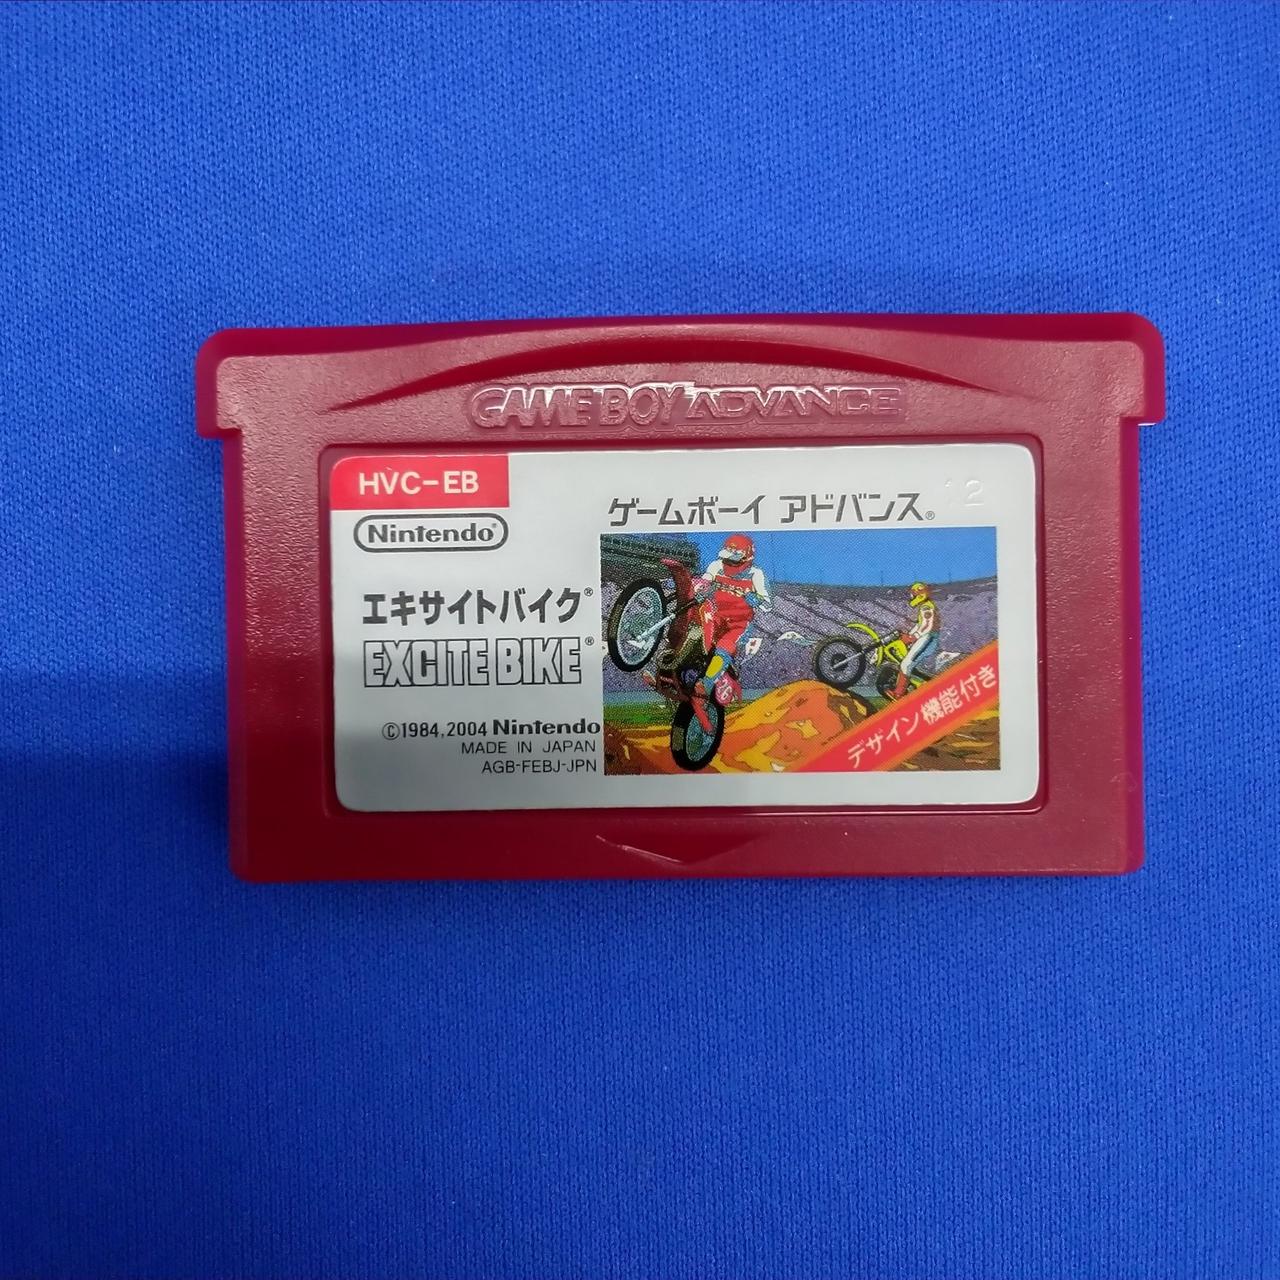 GAME BOY ADVANCE
HVC-EB
Nintendo®
ゲームボーイ アドバンス®
12
エキサイトバイク®
EXCITE BIKE®
デザイン機能付き
©1984,2004 Nintendo
MADE IN JAPAN
AGB-FEBJ-JPN